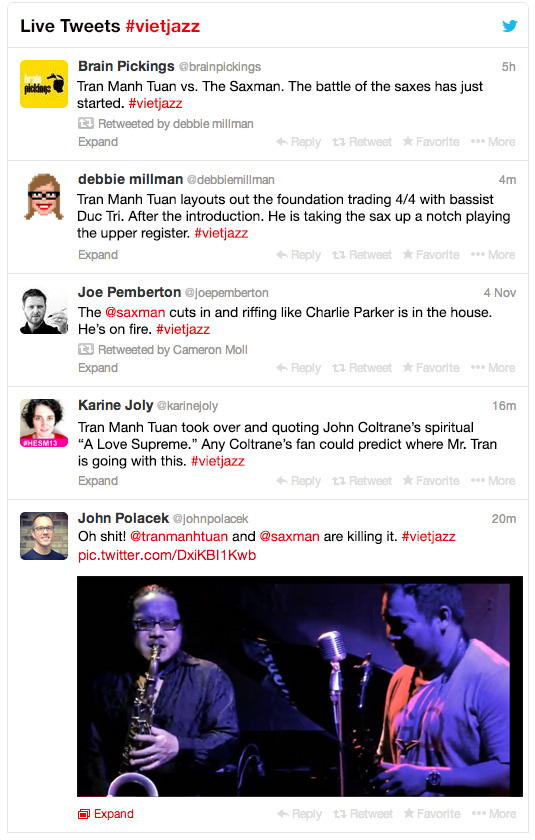 Live Tweets #vietjazz
brain pickings
Brain Pickings @brainpickings 5h
Tran Manh Tuan vs. The Saxman. The battle of the saxes has just
started. #vietjazz
Retweeted by debbie millman
Expand Reply Retweet Favorite More
debbie millman @debbiemillman 4m
Tran Manh Tuan layouts out the foundation trading 4/4 with bassist
Duc Tri. After the introduction. He is taking the sax up a notch playing
the upper register. #vietjazz
Expand Reply Retweet Favorite More
Joe Pemberton @joepemberton 4 Nov
The @saxman cuts in and riffing like Charlie Parker is in the house.
He's on fire. #vietjazz
Retweeted by Cameron Moll
Expand Reply Retweet Favorite More
Karine Joly @karinejoly 16m
Tran Manh Tuan took over and quoting John Coltrane's spiritual
“A Love Supreme.” Any Coltrane's fan could predict where Mr. Tran
is going with this. #vietjazz
#HESM13
Expand Reply Retweet Favorite More
John Polacek @johnpolacek 20m
Oh shit! @tranmanhtuan and @saxman are killing it. #vietjazz
pic.twitter.com/DxiKBI1Kwb
Expand Reply Retweet Favorite More